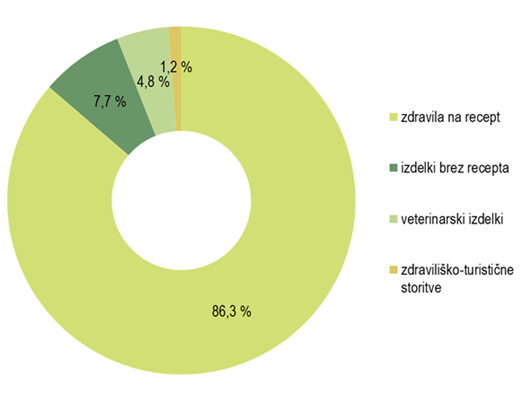 1,2 %
4,8 %
7,7 %
86,3 %
zdravila na recept
izdelki brez recepta
veterinarski izdelki
zdraviliško-turistične
storitve